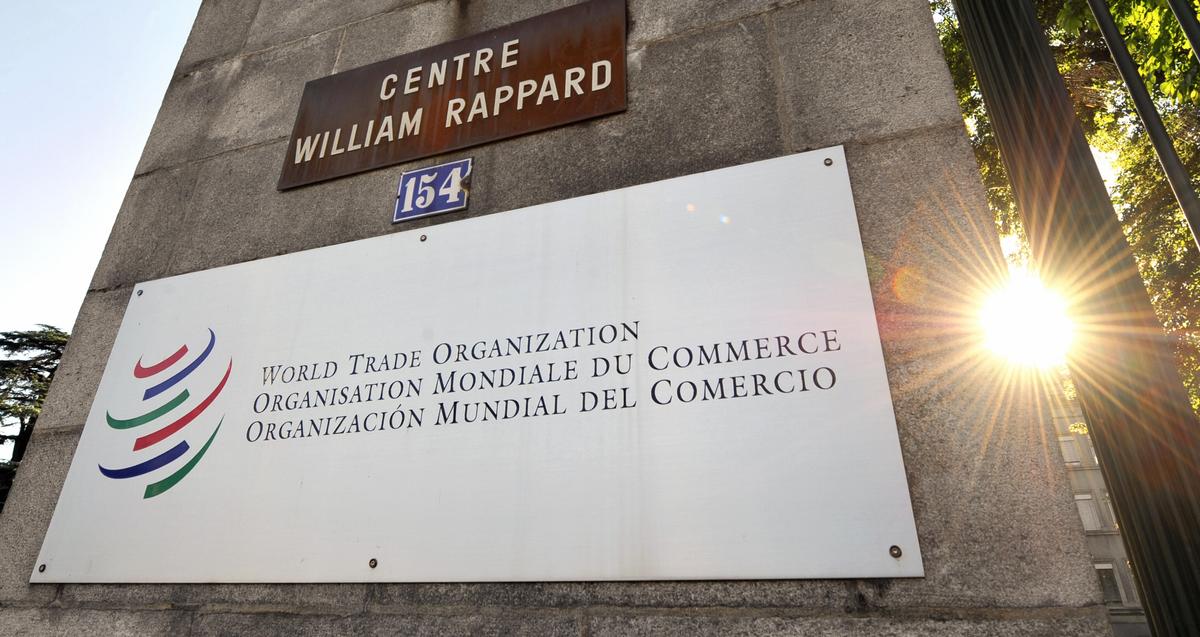 CENTRE
WILLIAM RAPPARD
154
WORLD TRADE ORGANIZATION
ORGANISATION MONDIALE DU COMMERCE
ORGANIZACIÓN MUNDIAL DEL COMERCIO